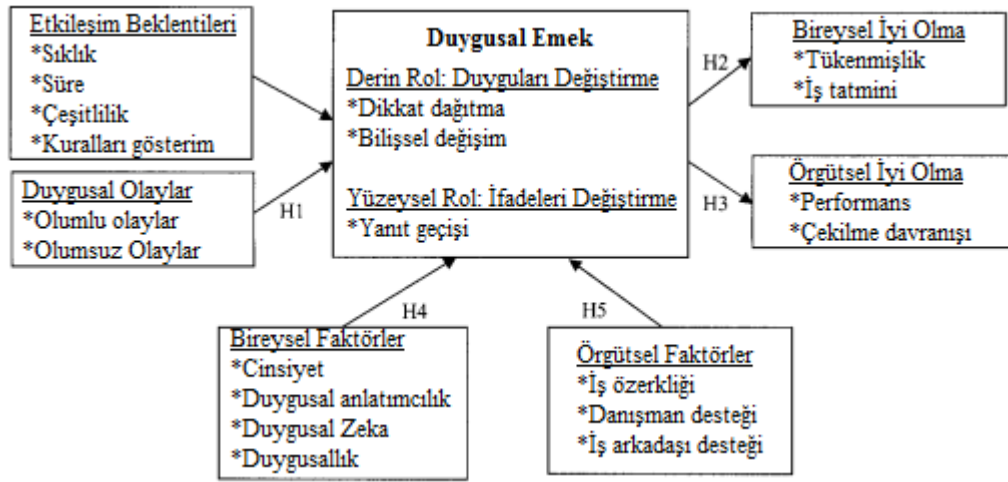 Etkileşim Beklentileri
*Sıklık
*Süre
*Çeşitlilik
*Kuralları gösterim
Duygusal Olaylar
*Olumlu olaylar
*Olumsuz Olaylar
H1
Duygusal Emek
Derin Rol: Duyguları Değiştirme
*Dikkat dağıtma
*Bilişsel değişim
Yüzeysel Rol: İfadeleri Değiştirme
*Yanıt geçişi
H2
Bireysel İyi Olma
*Tükenmişlik
*İş tatmini
H3
Örgütsel İyi Olma
*Performans
*Çekilme davranışı
H4
Bireysel Faktörler
*Cinsiyet
*Duygusal anlatımcılık
*Duygusal Zeka
*Duygusallık
H5
Örgütsel Faktörler
*İş özerkliği
*Danışman desteği
*İş arkadaşı desteği